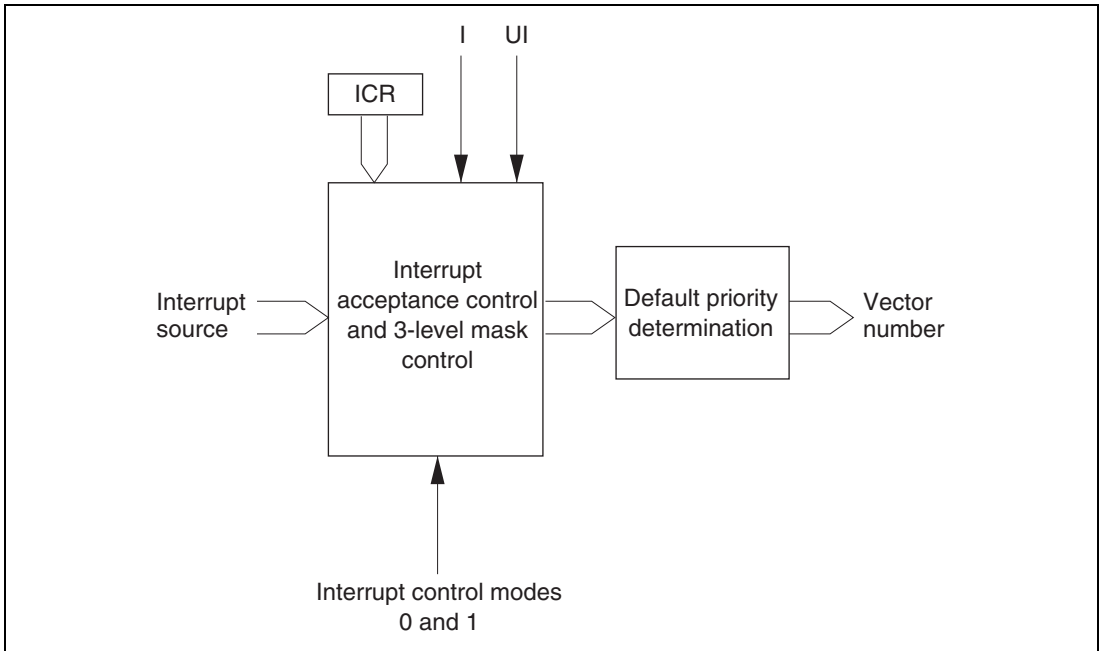 I UI
ICR
Interrupt
acceptance control
and 3-level mask
control
Interrupt
source
Default priority
determination
Vector
number
Interrupt control modes
0 and 1